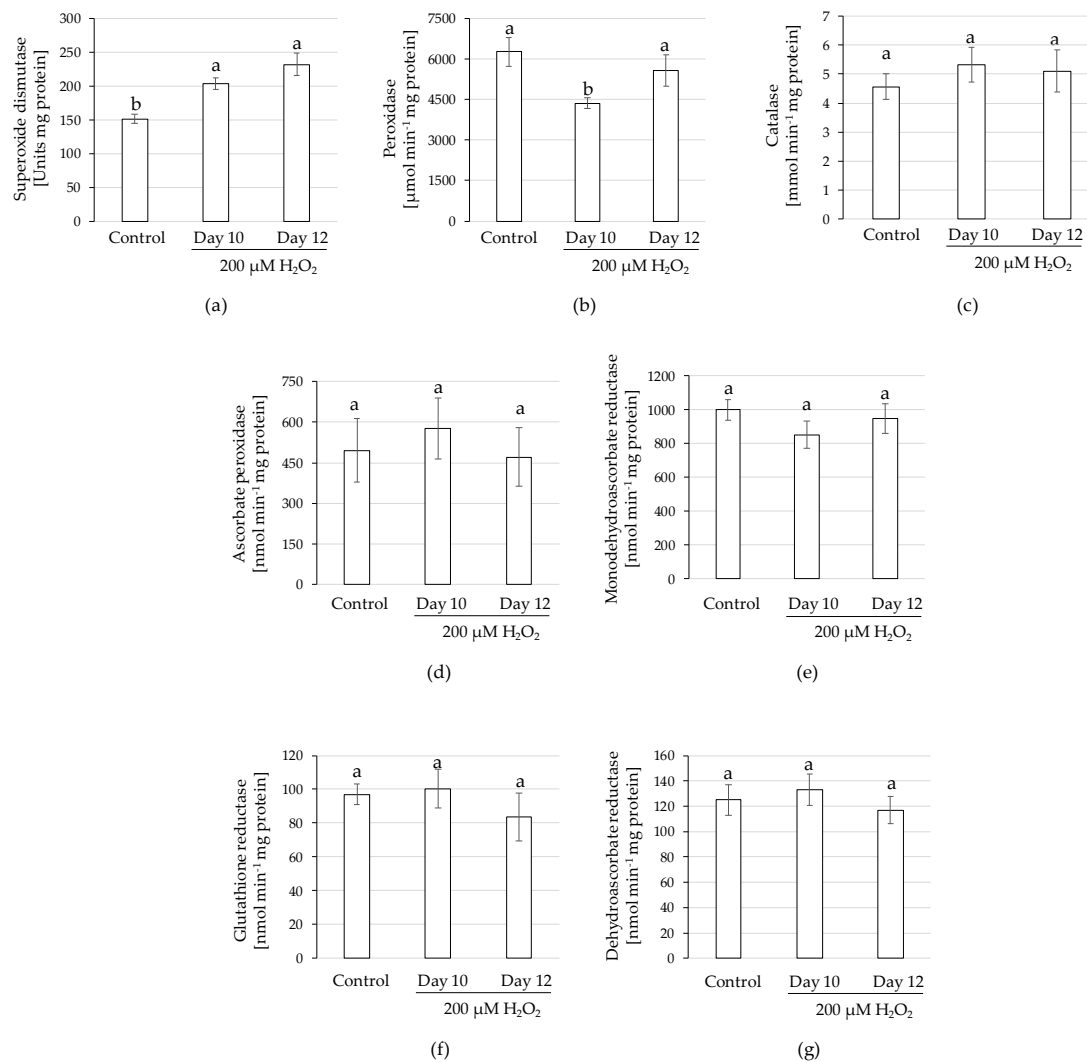 Superoxide dismutase
[Units mg protein]
300
250
200
150
100
50
0
b
a
a
Control
Day 10
Day 12
200 µM H₂O₂
(a)
Peroxidase
[µmol min⁻¹ mg protein]
7500
6000
4500
3000
1500
0
a
b
a
Control
Day 10
Day 12
200 µM H₂O₂
(b)
Catalase
[mmol min⁻¹ mg protein]
7
6
5
4
3
2
1
0
a
a
a
Control
Day 10
Day 12
200 µM H₂O₂
(c)
Ascorbate peroxidase
[nmol min⁻¹ mg protein]
750
600
450
300
150
0
a
a
a
Control
Day 10
Day 12
200 µM H₂O₂
(d)
Monodehydroascorbate reductase
[nmol min⁻¹ mg protein]
1200
1000
800
600
400
200
0
a
a
a
Control
Day 10
Day 12
200 µM H₂O₂
(e)
Glutathione reductase
[nmol min⁻¹ mg protein]
120
100
80
60
40
20
0
a
a
a
Control
Day 10
Day 12
200 µM H₂O₂
(f)
Dehydroascorbate reductase
[nmol min⁻¹ mg protein]
160
140
120
100
80
60
40
20
0
a
a
a
Control
Day 10
Day 12
200 µM H₂O₂
(g)